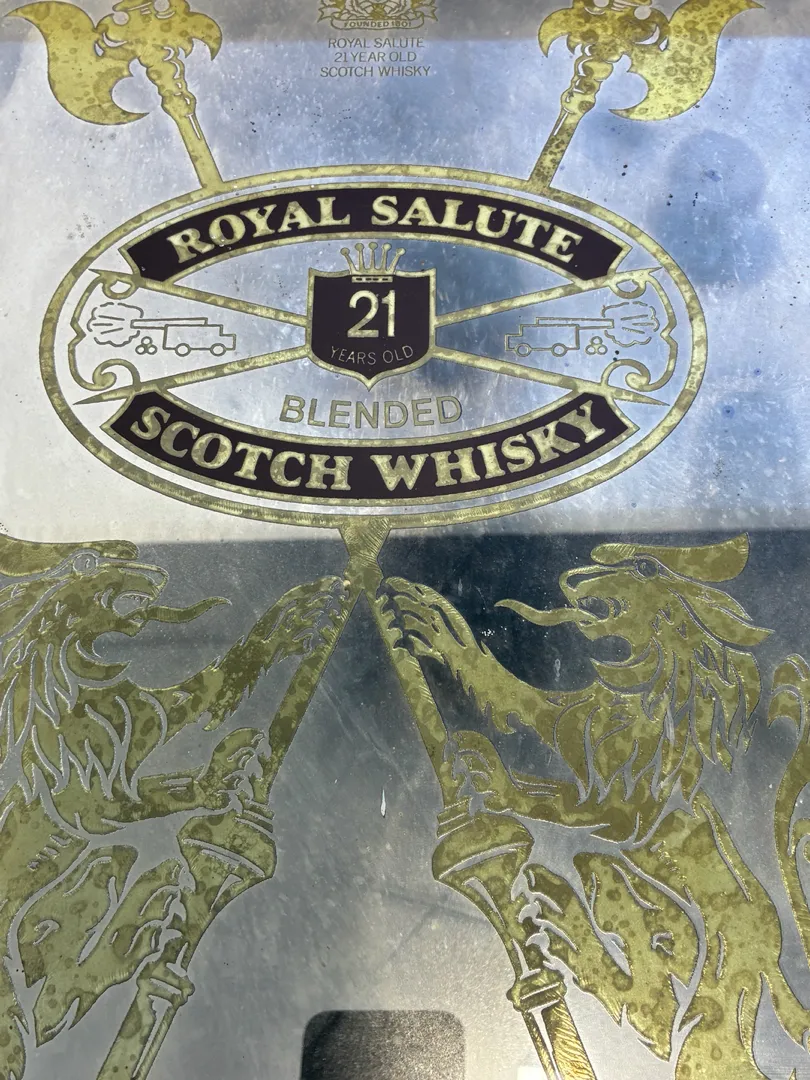 FOUNDED 1801
ROYAL SALUTE
21 YEAR OLD
SCOTCH WHISKY
ROYAL SALUTE
21
YEARS OLD
BLENDED
SCOTCH WHISKY